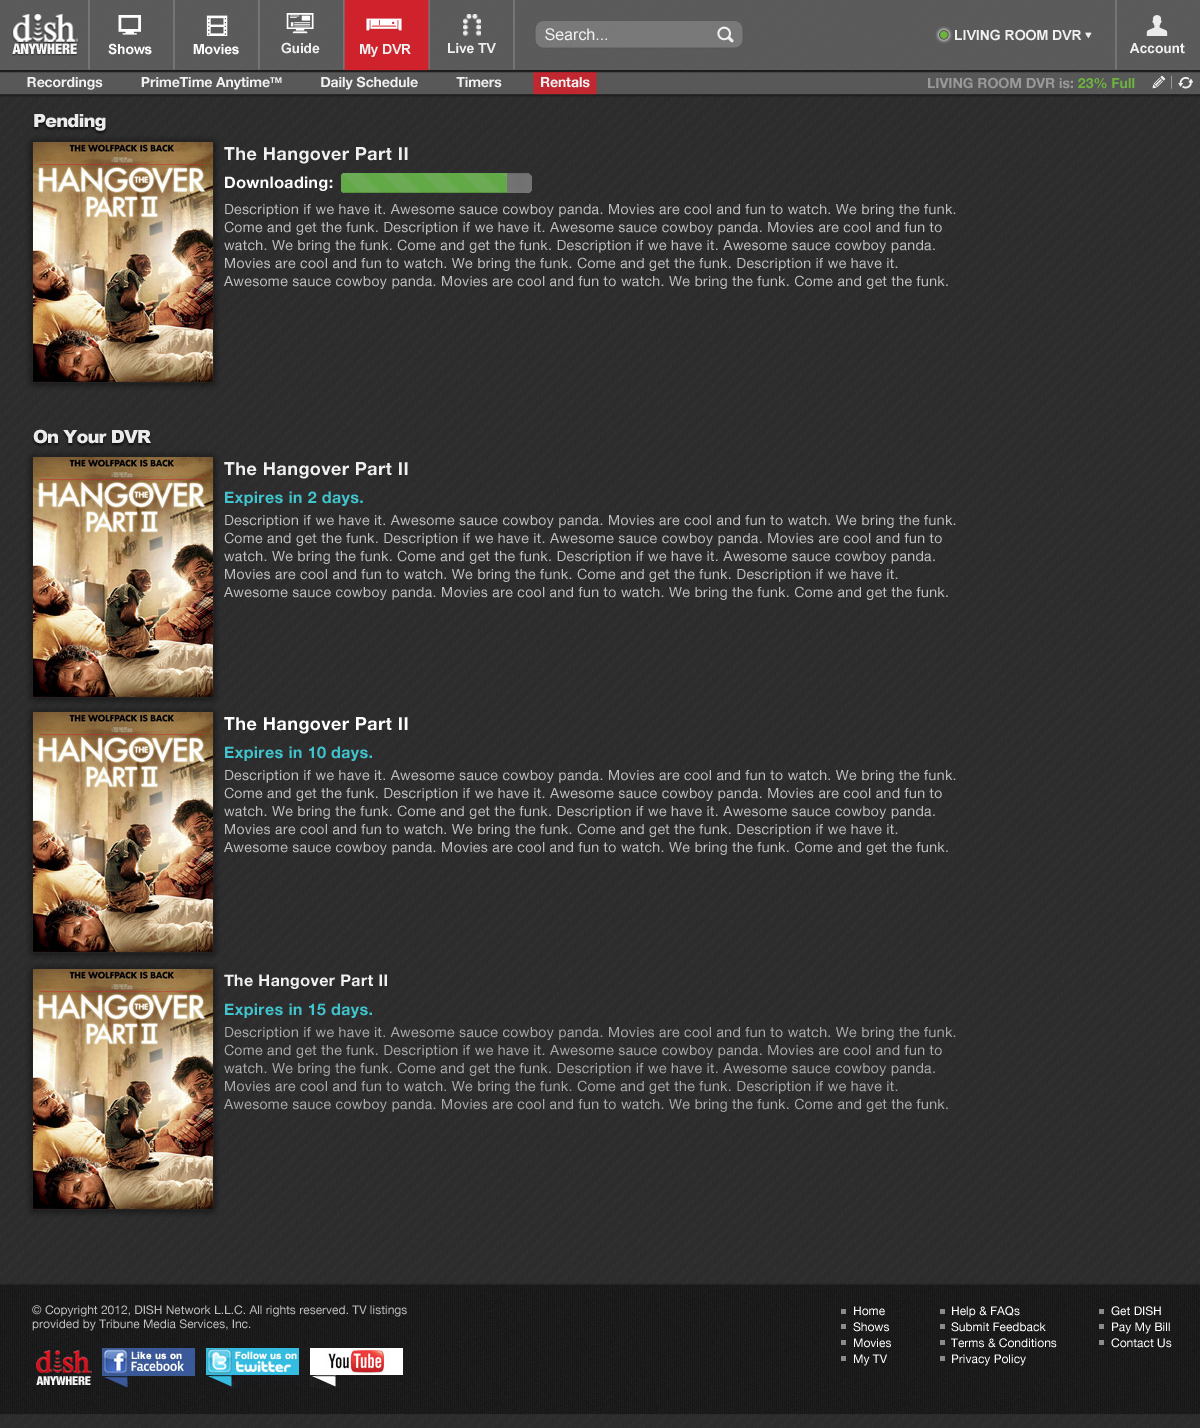 dish
ANYWHERE
Shows
Movies
Guide
My DVR
Live TV
Search...
LIVING ROOM DVR
Account
Recordings
PrimeTime Anytime™
Daily Schedule
Timers
Rentals
LIVING ROOM DVR is: 23% Full
Pending
THE WOLFPACK IS BACK
THE
HANGOVER
PART II
The Hangover Part II
Downloading:
Description if we have it. Awesome sauce cowboy panda. Movies are cool and fun to watch. We bring the funk.
Come and get the funk. Description if we have it. Awesome sauce cowboy panda. Movies are cool and fun to
watch. We bring the funk. Come and get the funk. Description if we have it. Awesome sauce cowboy panda.
Movies are cool and fun to watch. We bring the funk. Come and get the funk. Description if we have it.
Awesome sauce cowboy panda. Movies are cool and fun to watch. We bring the funk. Come and get the funk.
On Your DVR
THE WOLFPACK IS BACK
THE
HANGOVER
PART II
The Hangover Part II
Expires in 2 days.
Description if we have it. Awesome sauce cowboy panda. Movies are cool and fun to watch. We bring the funk.
Come and get the funk. Description if we have it. Awesome sauce cowboy panda. Movies are cool and fun to
watch. We bring the funk. Come and get the funk. Description if we have it. Awesome sauce cowboy panda.
Movies are cool and fun to watch. We bring the funk. Come and get the funk. Description if we have it.
Awesome sauce cowboy panda. Movies are cool and fun to watch. We bring the funk. Come and get the funk.
THE WOLFPACK IS BACK
THE
HANGOVER
PART II
The Hangover Part II
Expires in 10 days.
Description if we have it. Awesome sauce cowboy panda. Movies are cool and fun to watch. We bring the funk.
Come and get the funk. Description if we have it. Awesome sauce cowboy panda. Movies are cool and fun to
watch. We bring the funk. Come and get the funk. Description if we have it. Awesome sauce cowboy panda.
Movies are cool and fun to watch. We bring the funk. Come and get the funk. Description if we have it.
Awesome sauce cowboy panda. Movies are cool and fun to watch. We bring the funk. Come and get the funk.
THE WOLFPACK IS BACK
THE
HANGOVER
PART II
The Hangover Part II
Expires in 15 days.
Description if we have it. Awesome sauce cowboy panda. Movies are cool and fun to watch. We bring the funk.
Come and get the funk. Description if we have it. Awesome sauce cowboy panda. Movies are cool and fun to
watch. We bring the funk. Come and get the funk. Description if we have it. Awesome sauce cowboy panda.
Movies are cool and fun to watch. We bring the funk. Come and get the funk. Description if we have it.
Awesome sauce cowboy panda. Movies are cool and fun to watch. We bring the funk. Come and get the funk.
© Copyright 2012, DISH Network L.L.C. All rights reserved. TV listings
provided by Tribune Media Services, Inc.
dish
ANYWHERE
f
Like us on
Facebook
Follow us on
twitter
YouTube
Home
Shows
Movies
My TV
Help & FAQs
Submit Feedback
Terms & Conditions
Privacy Policy
Get DISH
Pay My Bill
Contact Us